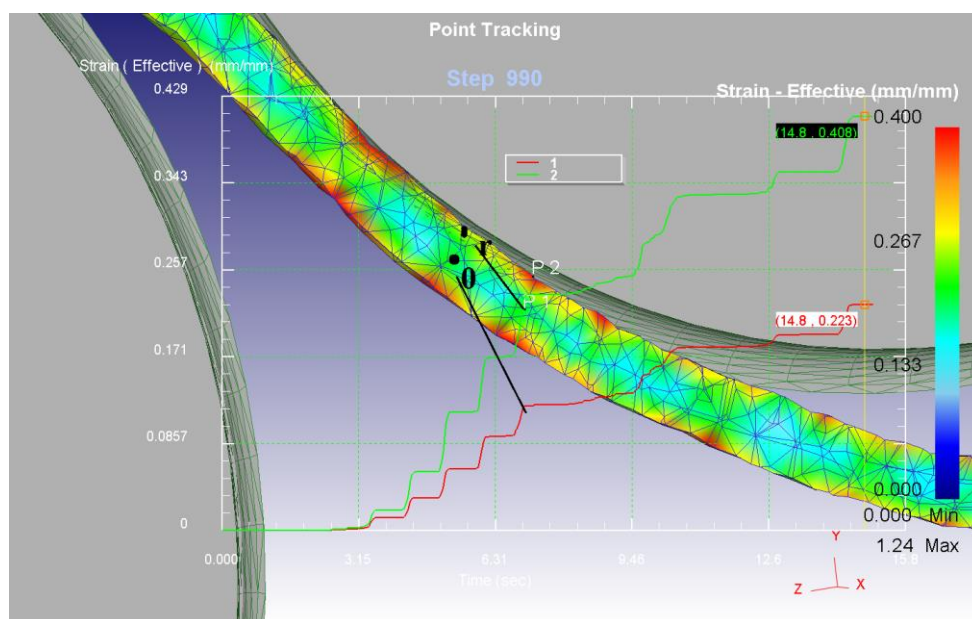 Point Tracking
Strain ( Effective ) (mm/mm)
Step 990
Strain - Effective (mm/mm)
0.429
0.400
(14.8 , 0.408)
1
2
0.343
r
0.267
0.257
P 2
0
P 1
(14.8 , 0.223)
0.171
0.133
0.0857
0.000
0.000 Min
0
1.24 Max
Y
0.000
3.15
6.31
9.46
12.6
15.8
Time (sec)
Z
X